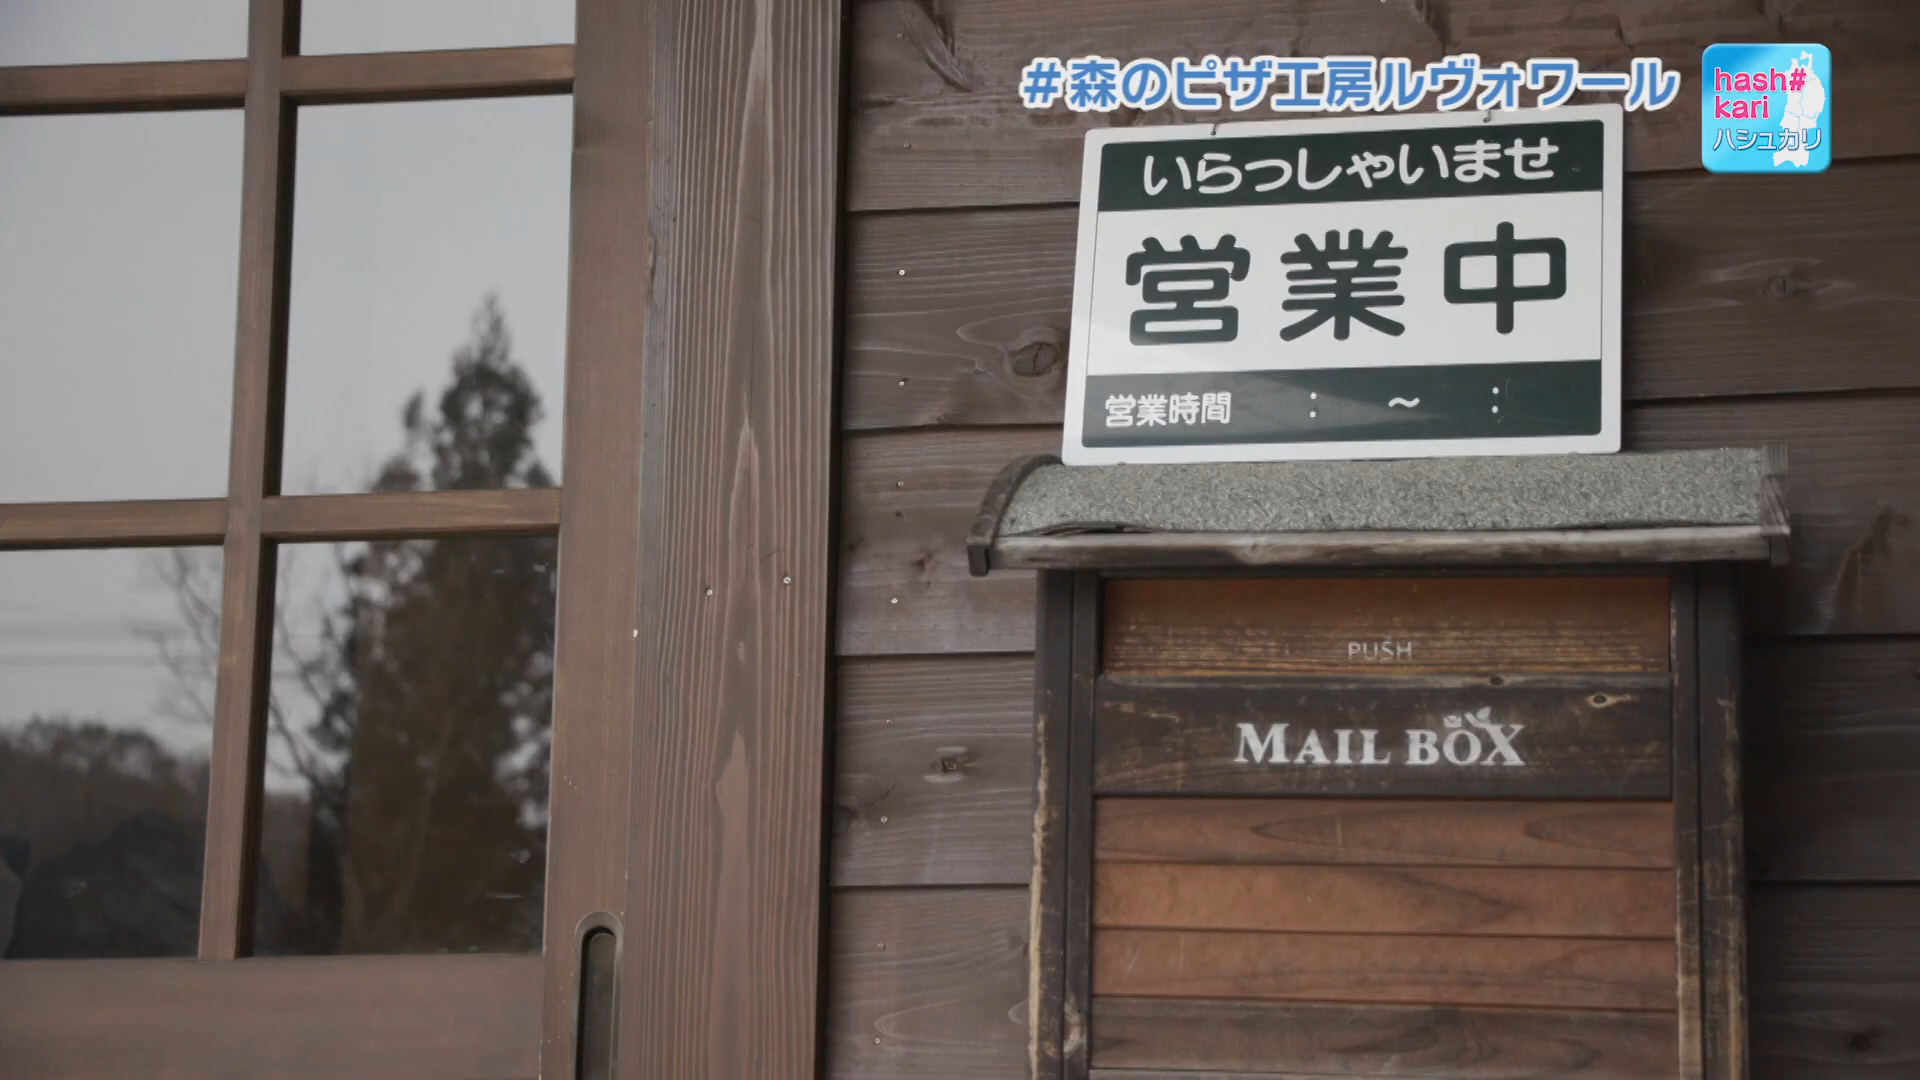 #森のピザ工房ルヴォワール
hash#
kari
ハシュカリ
いらっしゃいませ
営業中
営業時間 : ～ :
PUSH
MAIL BOX